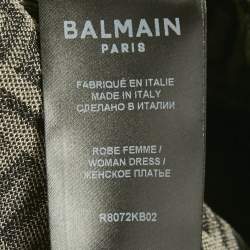 BALMAIN
PARIS
FABRIQUÉ EN ITALIE
MADE IN ITALY
СДЕЛАНО В ИТАЛИИ
ROBE FEMME /
WOMAN DRESS /
ЖЕНСКОЕ ПЛАТЬЕ
R8072KB02